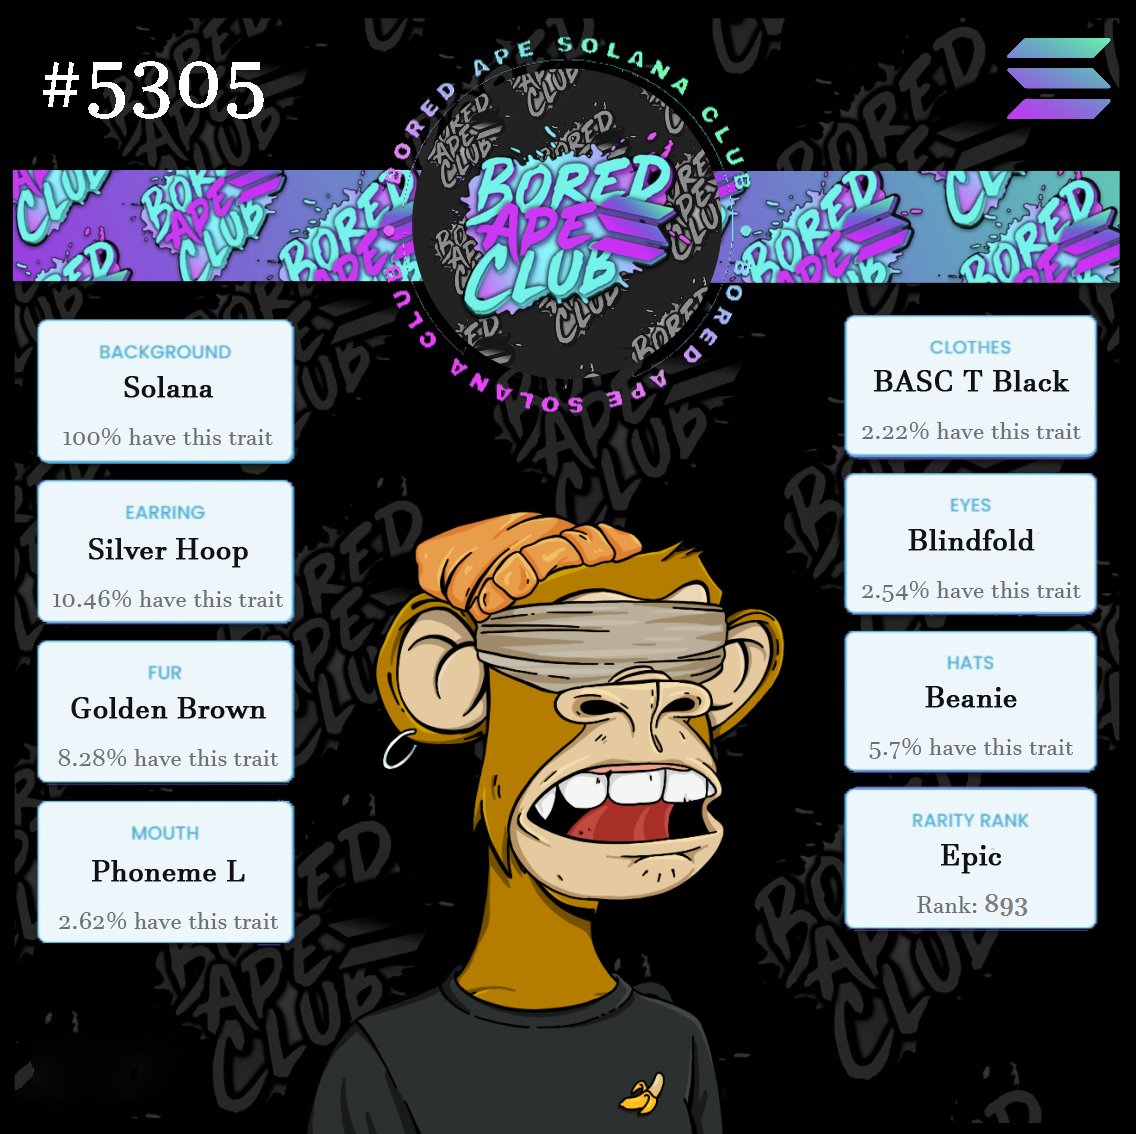 #5305
BORED APE SOLANA CLUB
BORED
APE
CLUB
BORED APE SOLANA CLUB
BACKGROUND
Solana
100% have this trait
EARRING
Silver Hoop
10.46% have this trait
FUR
Golden Brown
8.28% have this trait
MOUTH
Phoneme L
2.62% have this trait
CLOTHES
BASC T Black
2.22% have this trait
EYES
Blindfold
2.54% have this trait
HATS
Beanie
5.7% have this trait
RARITY RANK
Epic
Rank: 893